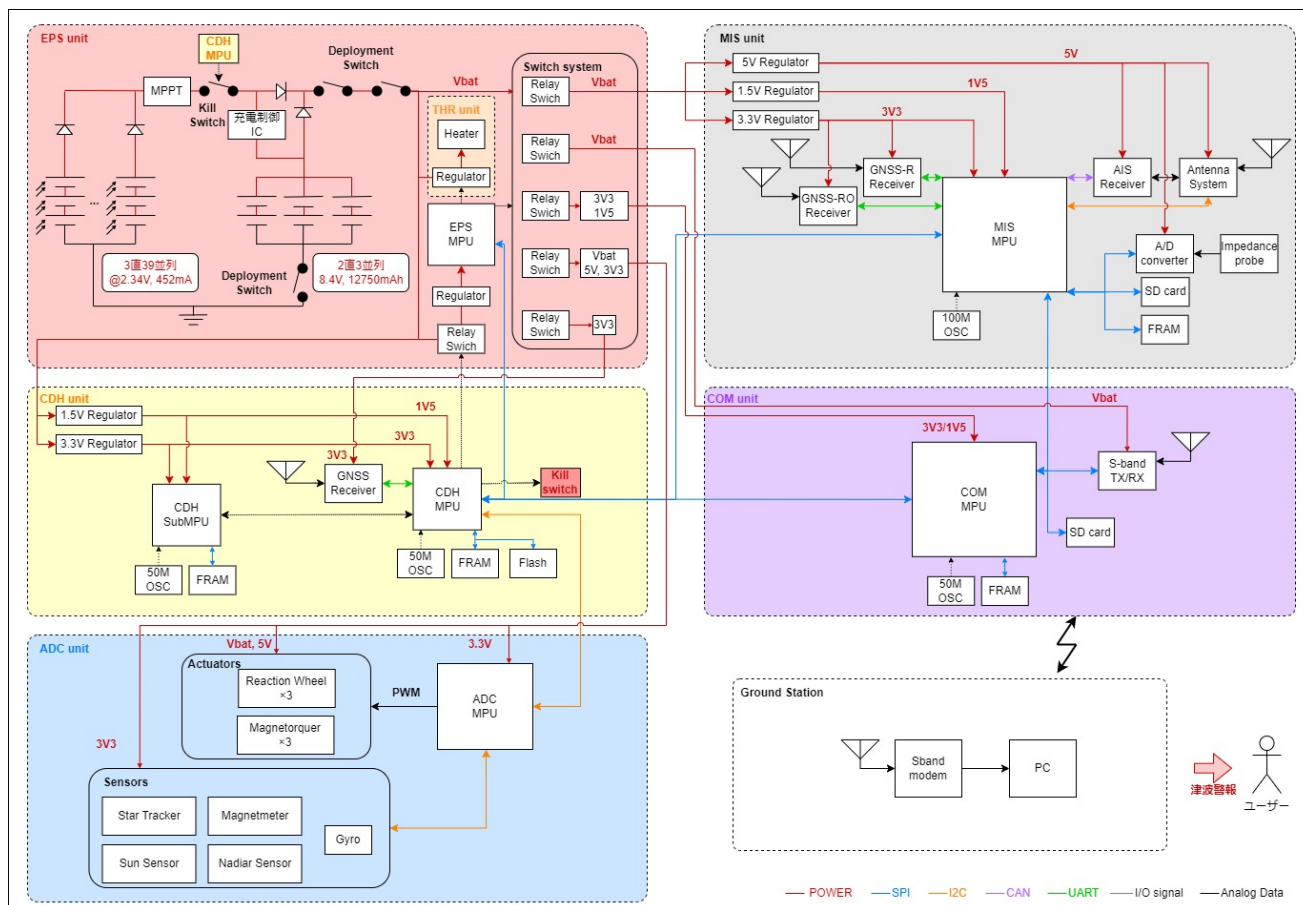 EPS unit
CDH
MPU
Deployment
Switch
MPPT
Kill
Switch
充電制御
IC
Vbat
THR unit
Heater
Regulator
EPS
MPU
Regulator
Relay
Swich
Switch system
Relay
Swich
Vbat
Relay
Swich
Vbat
Relay
Swich
3V3
1V5
Relay
Swich
Vbat
5V, 3V3
Relay
Swich
3V3
...
3直39並列
@2.34V, 452mA
Deployment
Switch
2直3並列
8.4V, 12750mAh
MIS unit
5V Regulator
5V
1.5V Regulator
1V5
3.3V Regulator
3V3
GNSS-R
Receiver
GNSS-RO
Receiver
MIS
MPU
AIS
Receiver
Antenna
System
A/D
converter
Impedance
probe
SD card
FRAM
100M
OSC
CDH unit
1.5V Regulator
1V5
3.3V Regulator
3V3
3V3
GNSS
Receiver
CDH
MPU
Kill
switch
CDH
SubMPU
50M
OSC
FRAM
50M
OSC
FRAM
Flash
COM unit
Vbat
3V3/1V5
COM
MPU
S-band
TX/RX
SD card
50M
OSC
FRAM
ADC unit
Vbat, 5V
3.3V
Actuators
Reaction Wheel
×3
Magnetorquer
×3
PWM
ADC
MPU
3V3
Sensors
Star Tracker
Magnetmeter
Gyro
Sun Sensor
Nadiar Sensor
Ground Station
Sband
modem
PC
津波警報
ユーザー
POWER
SPI
I2C
CAN
UART
I/O signal
Analog Data